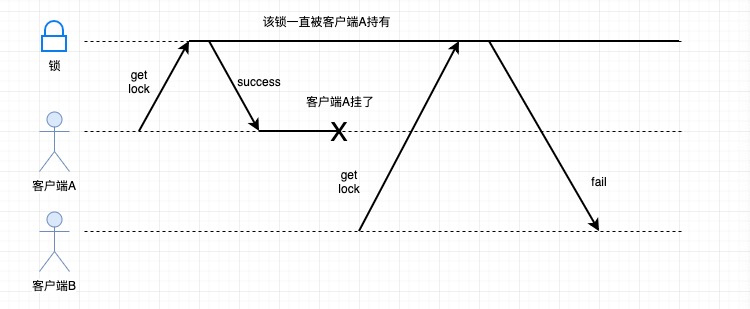 该锁一直被客户端A持有
锁
get
lock
success
客户端A挂了
X
客户端A
get
lock
fail
客户端B